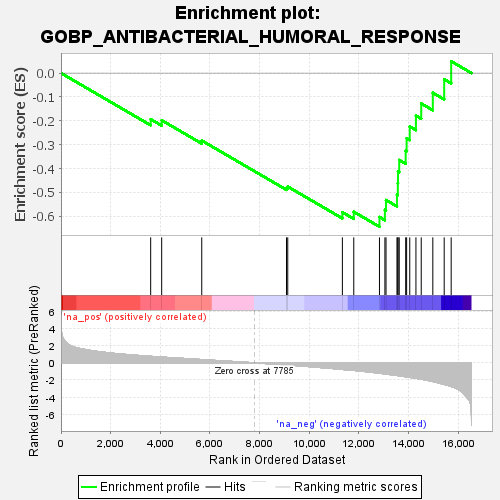 Enrichment plot:
GOBP_ANTIBACTERIAL_HUMORAL_RESPONSE
Enrichment score (ES)
0.0
-0.1
-0.2
-0.3
-0.4
-0.5
-0.6
Ranked list metric (PreRanked)
6
4
2
0
-2
-4
-6
'na_pos' (positively correlated)
Zero cross at 7785
'na_neg' (negatively correlated)
0
2,000
4,000
6,000
8,000
10,000
12,000
14,000
16,000
Rank in Ordered Dataset
Enrichment profile
Hits
Ranking metric scores